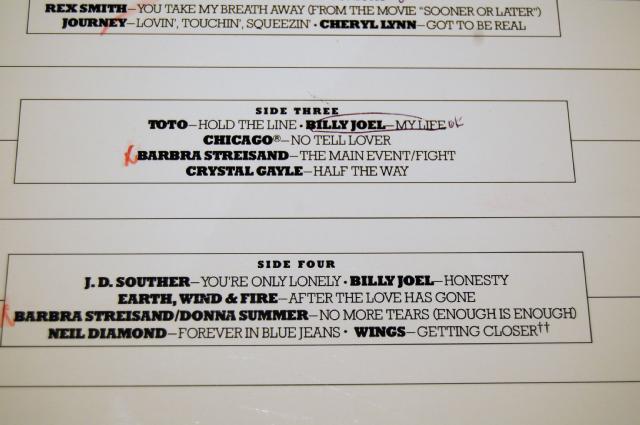 REX SMITH—YOU TAKE MY BREATH AWAY (FROM THE MOVIE "SOONER OR LATER")
JOURNEY—LOVIN', TOUCHIN', SQUEEZIN' • CHERYL LYNN—GOT TO BE REAL
SIDE THREE
TOTO—HOLD THE LINE • BILLY JOEL—MY LIFE ok
CHICAGO®—NO TELL LOVER
BARBRA STREISAND—THE MAIN EVENT/FIGHT
CRYSTAL GAYLE—HALF THE WAY
SIDE FOUR
J. D. SOUTHER—YOU'RE ONLY LONELY • BILLY JOEL—HONESTY
EARTH, WIND & FIRE—AFTER THE LOVE HAS GONE
BARBRA STREISAND/DONNA SUMMER—NO MORE TEARS (ENOUGH IS ENOUGH)
NEIL DIAMOND—FOREVER IN BLUE JEANS • WINGS—GETTING CLOSER††